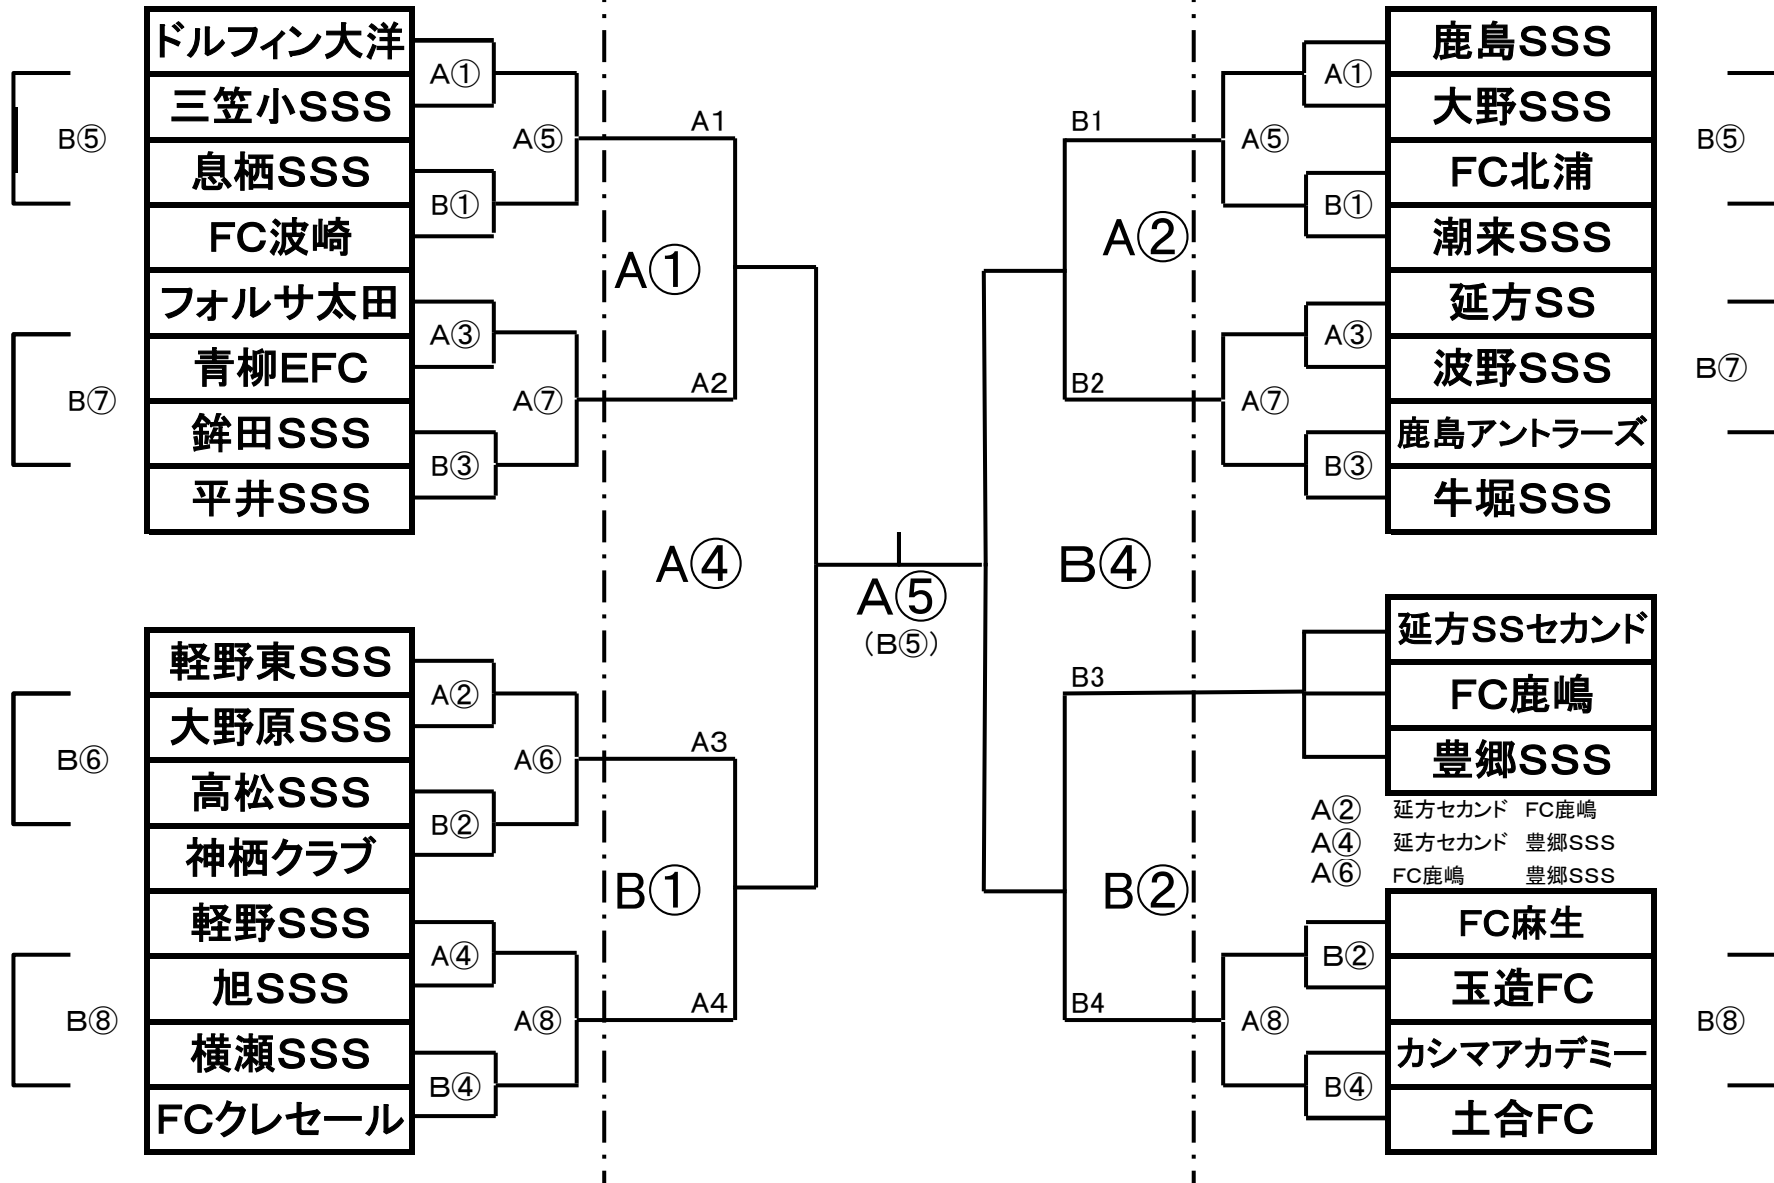 ドルフィン大洋
三笠小SSS
息栖SSS
FC波崎
フォルサ太田
青柳EFC
鉾田SSS
平井SSS
A①
B①
A③
B③
A⑤
A⑦
B⑤
B⑦
軽野東SSS
大野原SSS
高松SSS
神栖クラブ
軽野SSS
旭SSS
横瀬SSS
FCクレセール
A②
B②
A④
B④
A⑥
A⑧
B⑥
B⑧
A1
A①
A2
A④
A3
B①
A4
A⑤
(B⑤)
B1
A②
B2
B④
B3
B②
B4
鹿島SSS
大野SSS
FC北浦
潮来SSS
延方SS
波野SSS
鹿島アントラーズ
牛堀SSS
A①
B①
A③
B③
A⑤
A⑦
B⑤
B⑦
延方SSセカンド
FC鹿嶋
豊郷SSS
A② 延方セカンド FC鹿嶋
A④ 延方セカンド 豊郷SSS
A⑥ FC鹿嶋 豊郷SSS
FC麻生
玉造FC
カシマアカデミー
土合FC
B②
B④
A⑧
B⑧